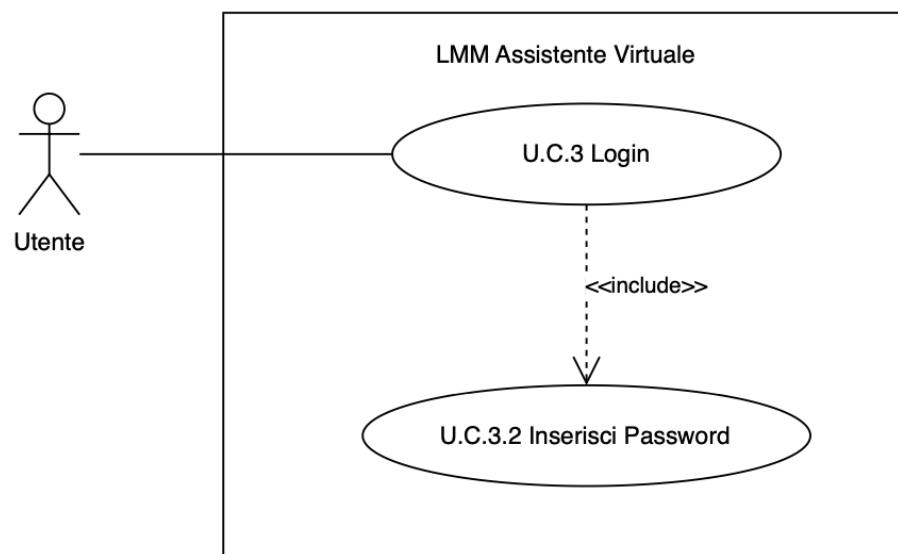 LMM Assistente Virtuale
U.C.3 Login
Utente
<<include>>
U.C.3.2 Inserisci Password